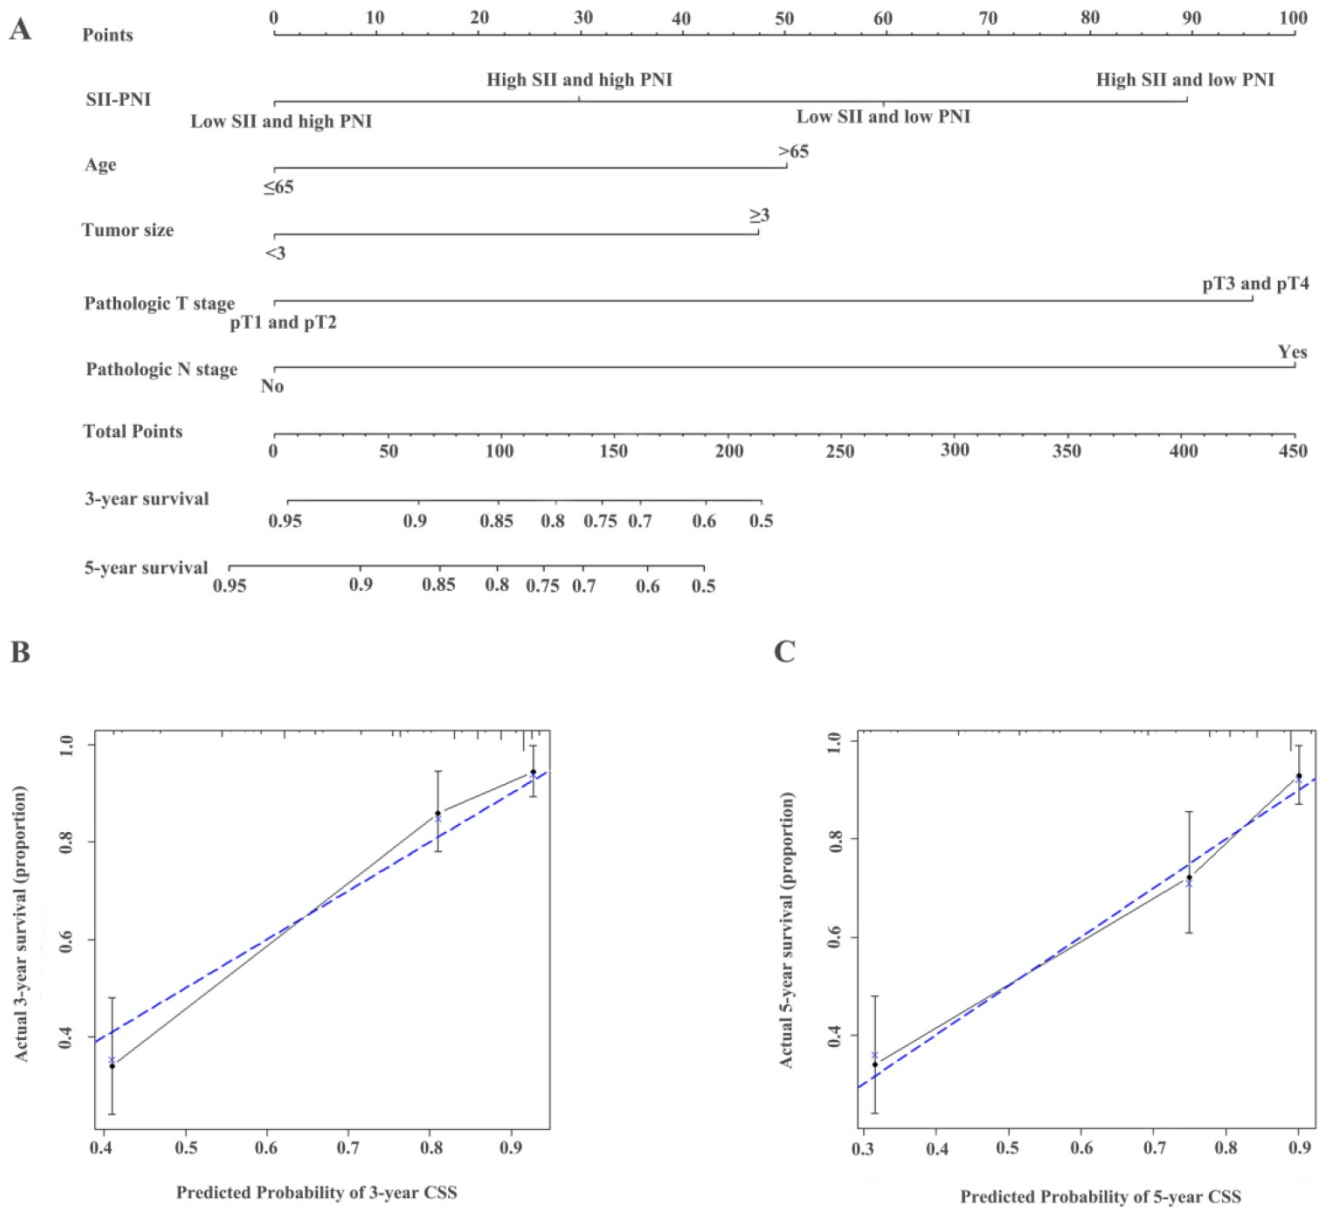 A
Points
0 10 20 30 40 50 60 70 80 90 100
SII-PNI
High SII and high PNI
High SII and low PNI
Low SII and high PNI
Low SII and low PNI
Age
>65
≤65
Tumor size
≥3
<3
Pathologic T stage
pT3 and pT4
pT1 and pT2
Pathologic N stage
Yes
No
Total Points
0 50 100 150 200 250 300 350 400 450
3-year survival
0.95 0.9 0.85 0.8 0.75 0.7 0.6 0.5
5-year survival
0.95 0.9 0.85 0.8 0.75 0.7 0.6 0.5
B
Actual 3-year survival (proportion)
1.0
0.8
0.6
0.4
0.4 0.5 0.6 0.7 0.8 0.9
Predicted Probability of 3-year CSS
C
Actual 5-year survival (proportion)
1.0
0.8
0.6
0.4
0.3 0.4 0.5 0.6 0.7 0.8 0.9
Predicted Probability of 5-year CSS